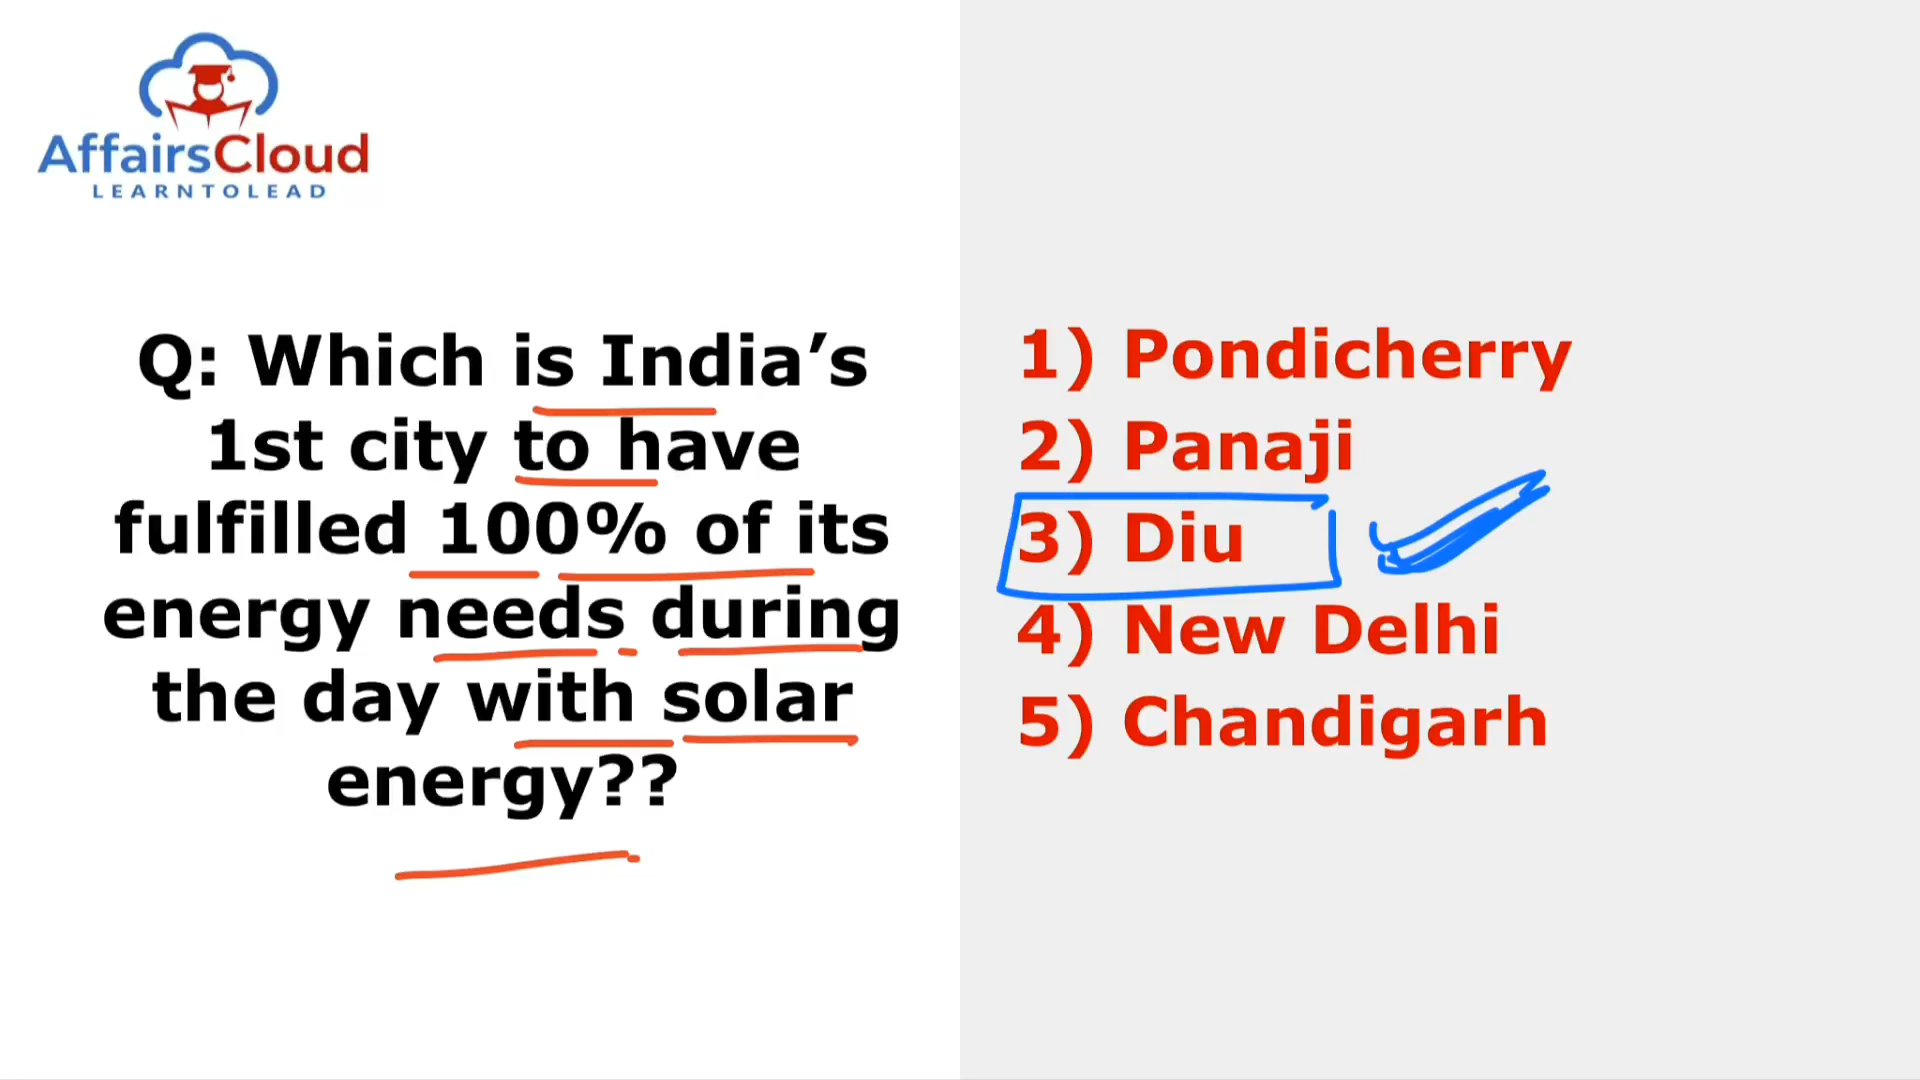 AffairsCloud
LEARNTOLEAD
Q: Which is India’s
1st city to have
fulfilled 100% of its
energy needs during
the day with solar
energy??
1) Pondicherry
2) Panaji
3) Diu
4) New Delhi
5) Chandigarh